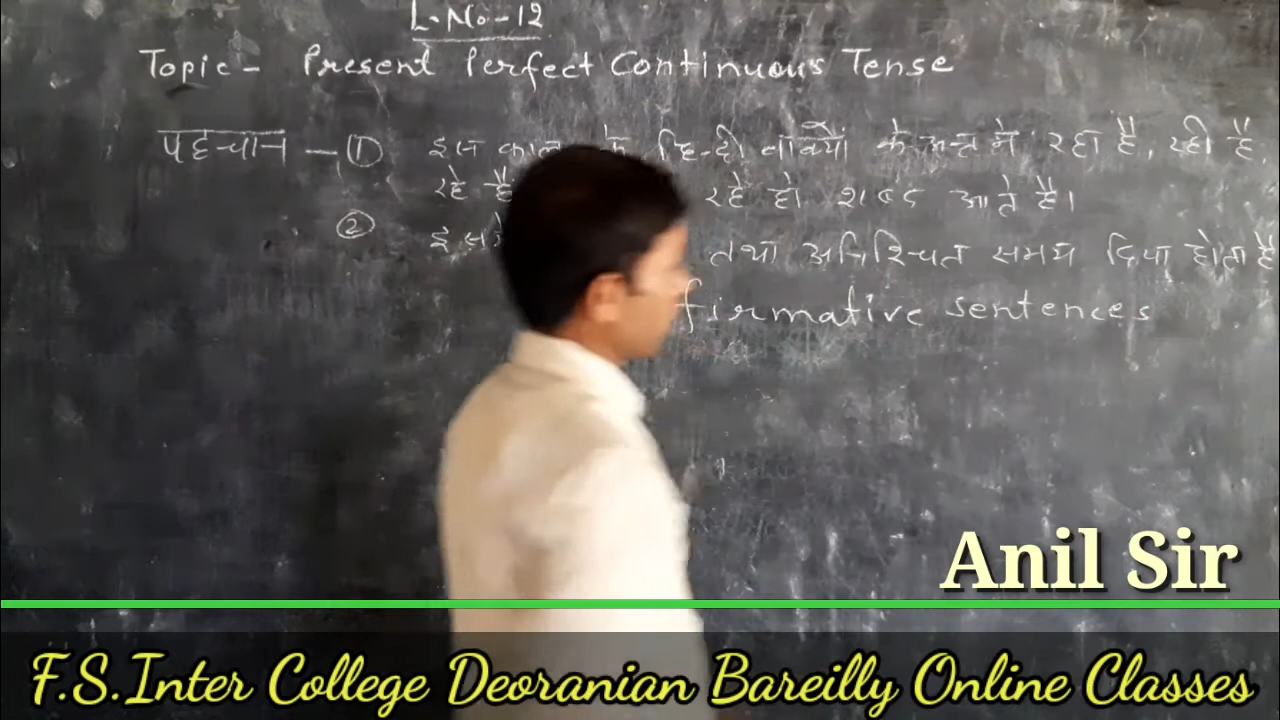 L.No-12
Topic- Present Perfect Continuous Tense
पहचान - ① इस काल के हिन्दी वाक्यों के अन्त में रहा है, रही है,
रहे हैं रहे हो शब्द आते हैं।
② तथा अनिश्चित समय दिया होता है
firmative sentences
Anil Sir
F.S.Inter College Deoranian Bareilly Online Classes